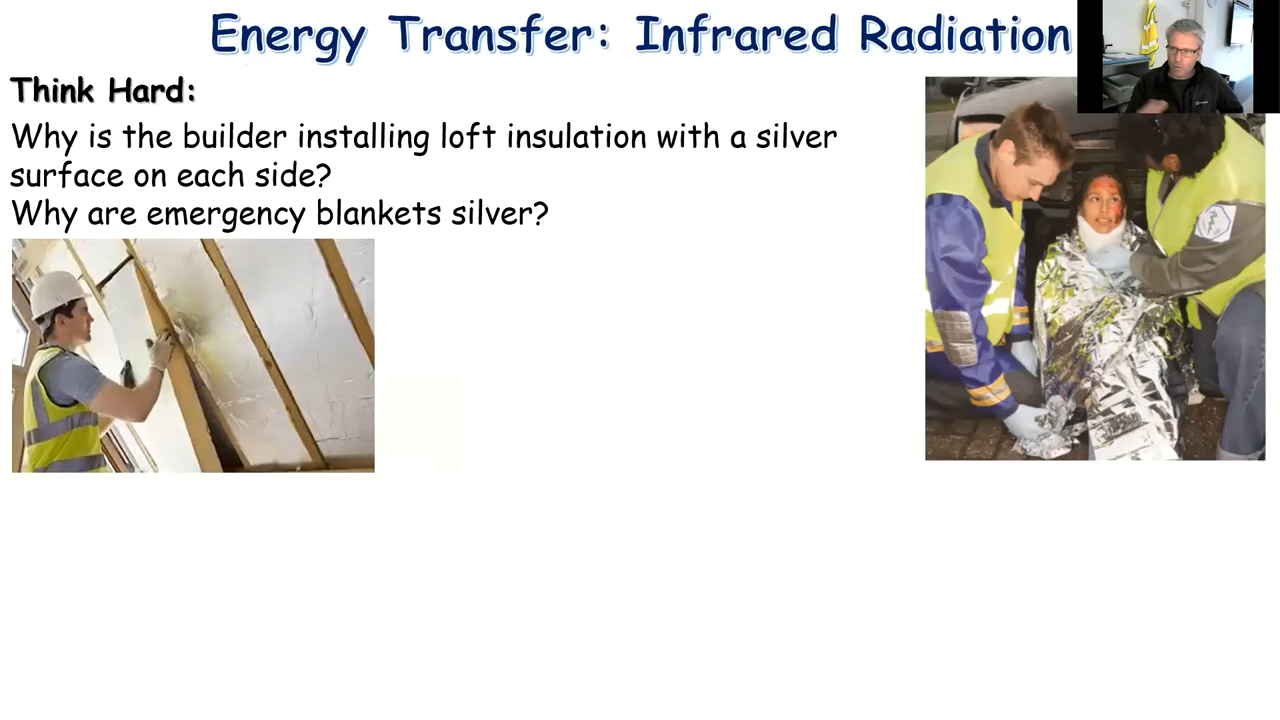 Energy Transfer: Infrared Radiation
Think Hard:
Why is the builder installing loft insulation with a silver
surface on each side?
Why are emergency blankets silver?